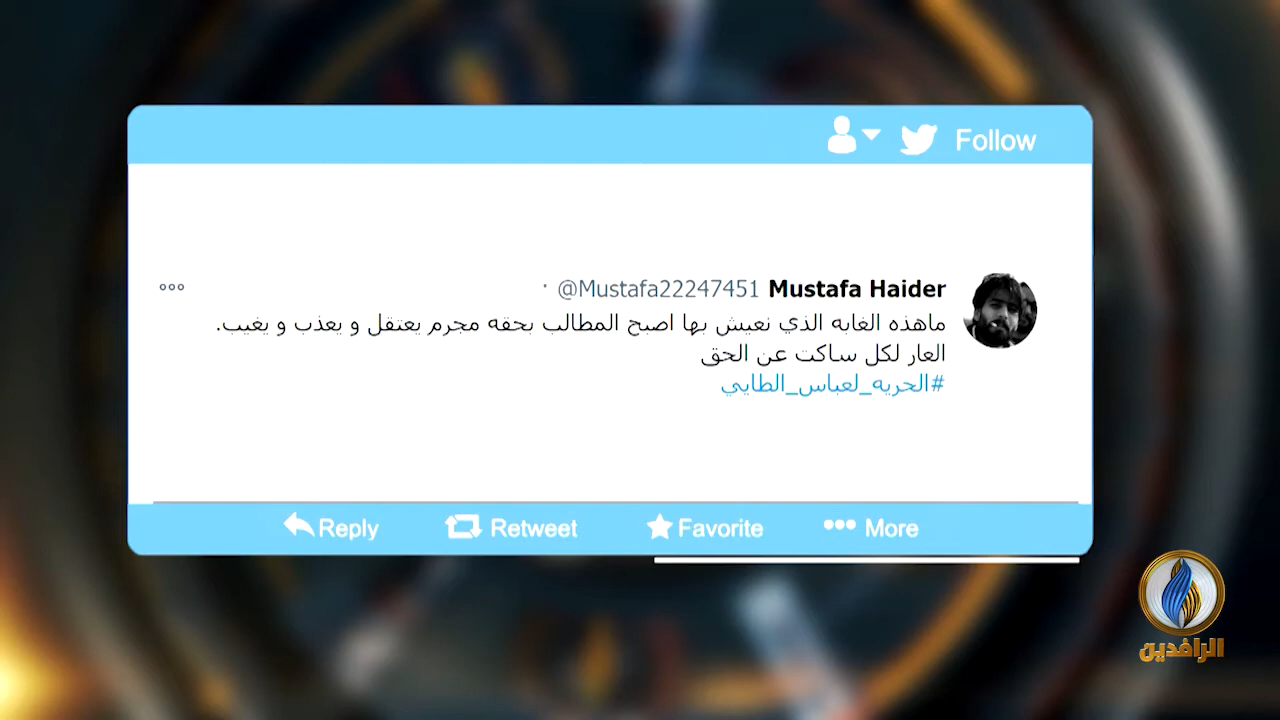 Follow
Mustafa Haider @Mustafa22247451 ·
ماهذه الغابه الذي نعيش بها اصبح المطالب بحقه مجرم يعتقل و يعذب و يغيب.
العار لكل ساكت عن الحق
#الحريه_لعباس_الطايي
Reply Retweet Favorite More
الرافدين